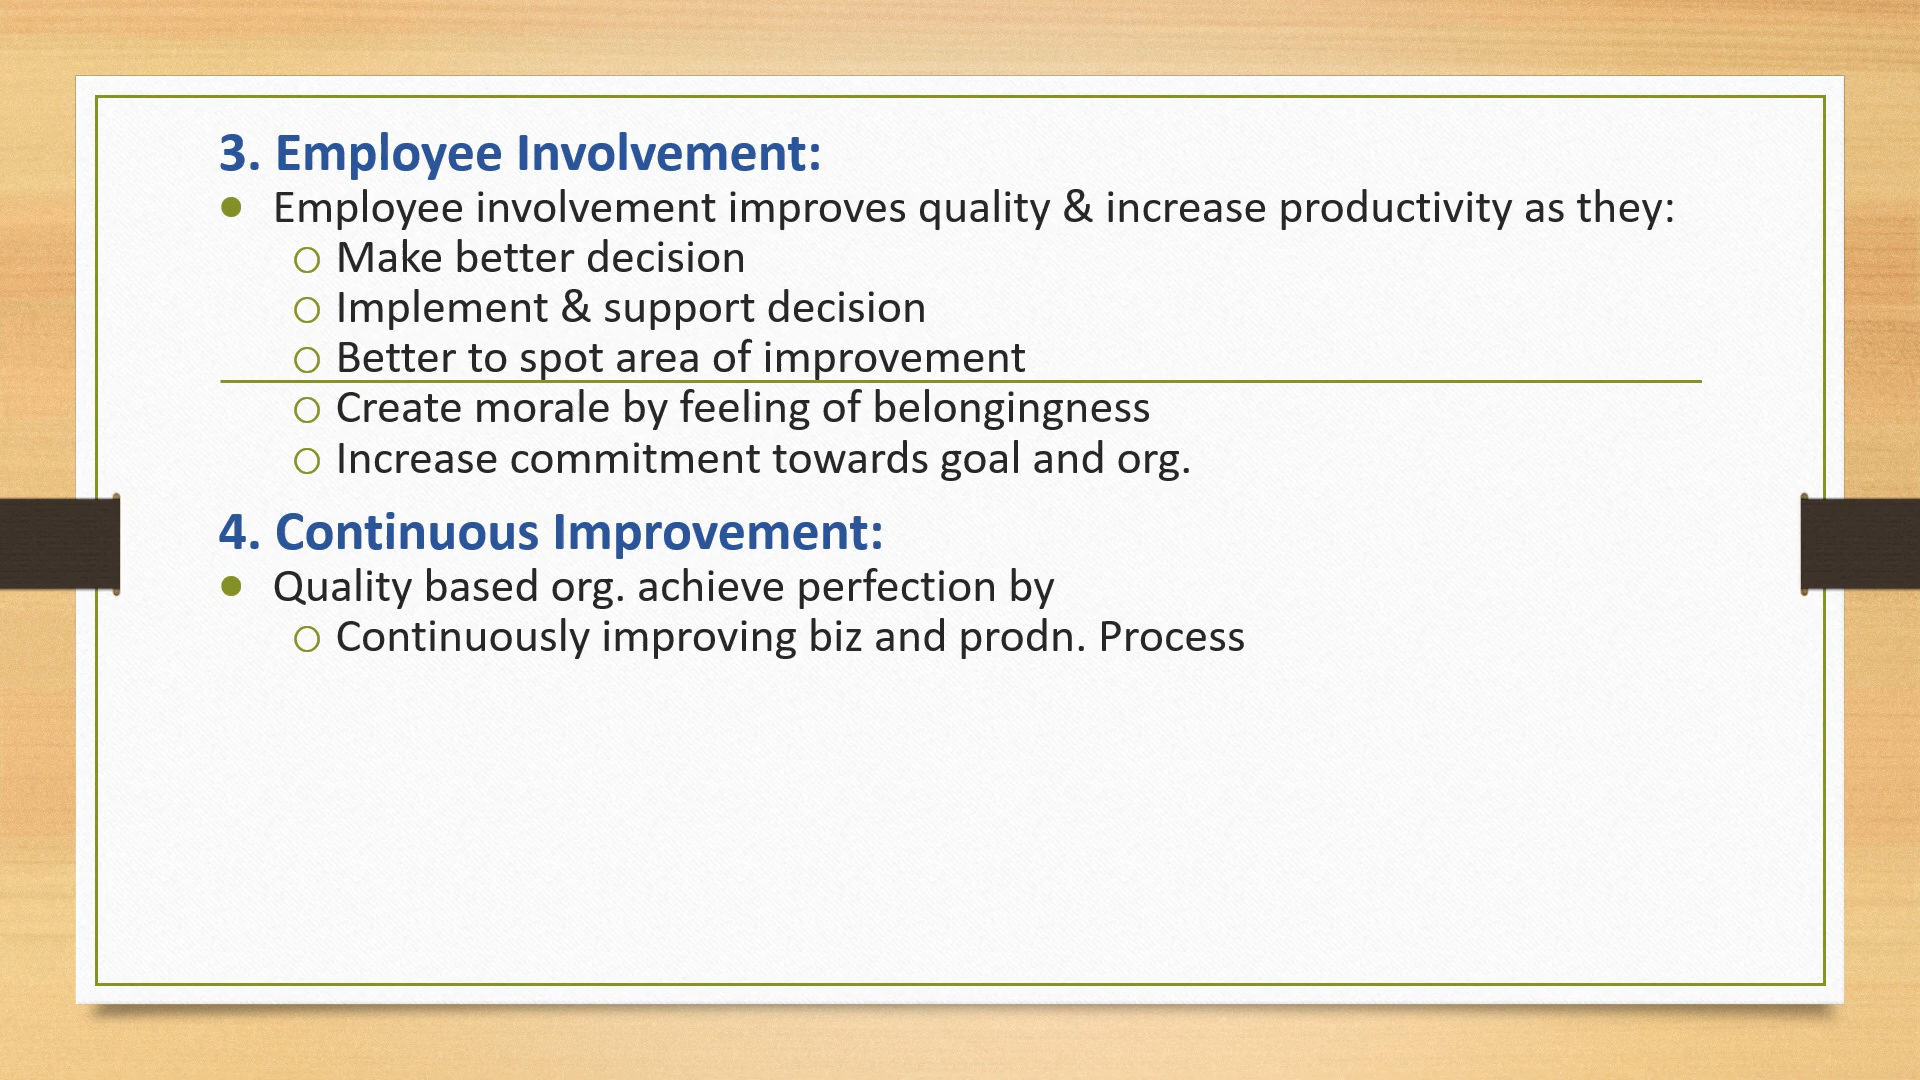 3. Employee Involvement:
Employee involvement improves quality & increase productivity as they:
Make better decision
Implement & support decision
Better to spot area of improvement
Create morale by feeling of belongingness
Increase commitment towards goal and org.
4. Continuous Improvement:
Quality based org. achieve perfection by
Continuously improving biz and prodn. Process